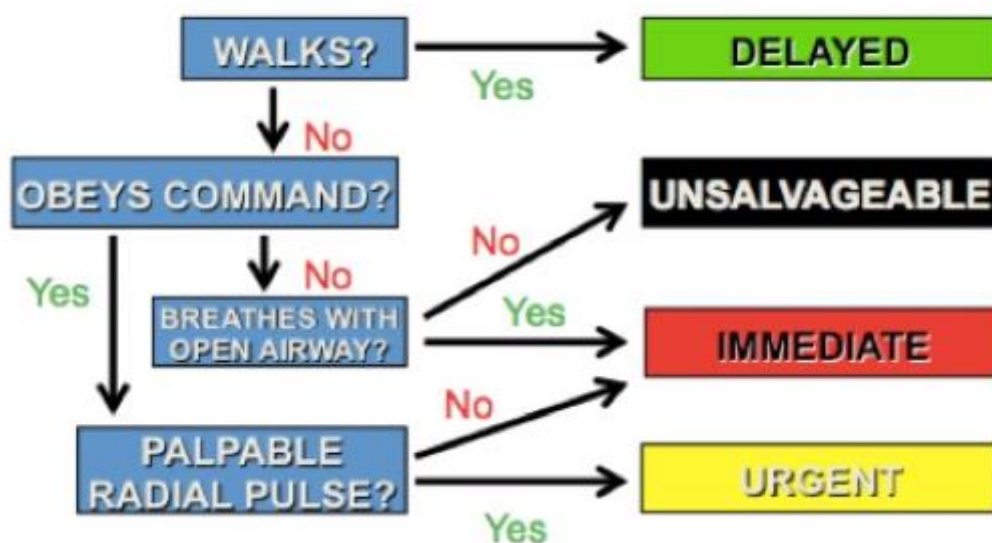 WALKS?
Yes
DELAYED
No
OBEYS COMMAND?
UNSALVAGEABLE
No
Yes
No
BREATHES WITH
OPEN AIRWAY?
Yes
IMMEDIATE
No
PALPABLE
RADIAL PULSE?
URGENT
Yes